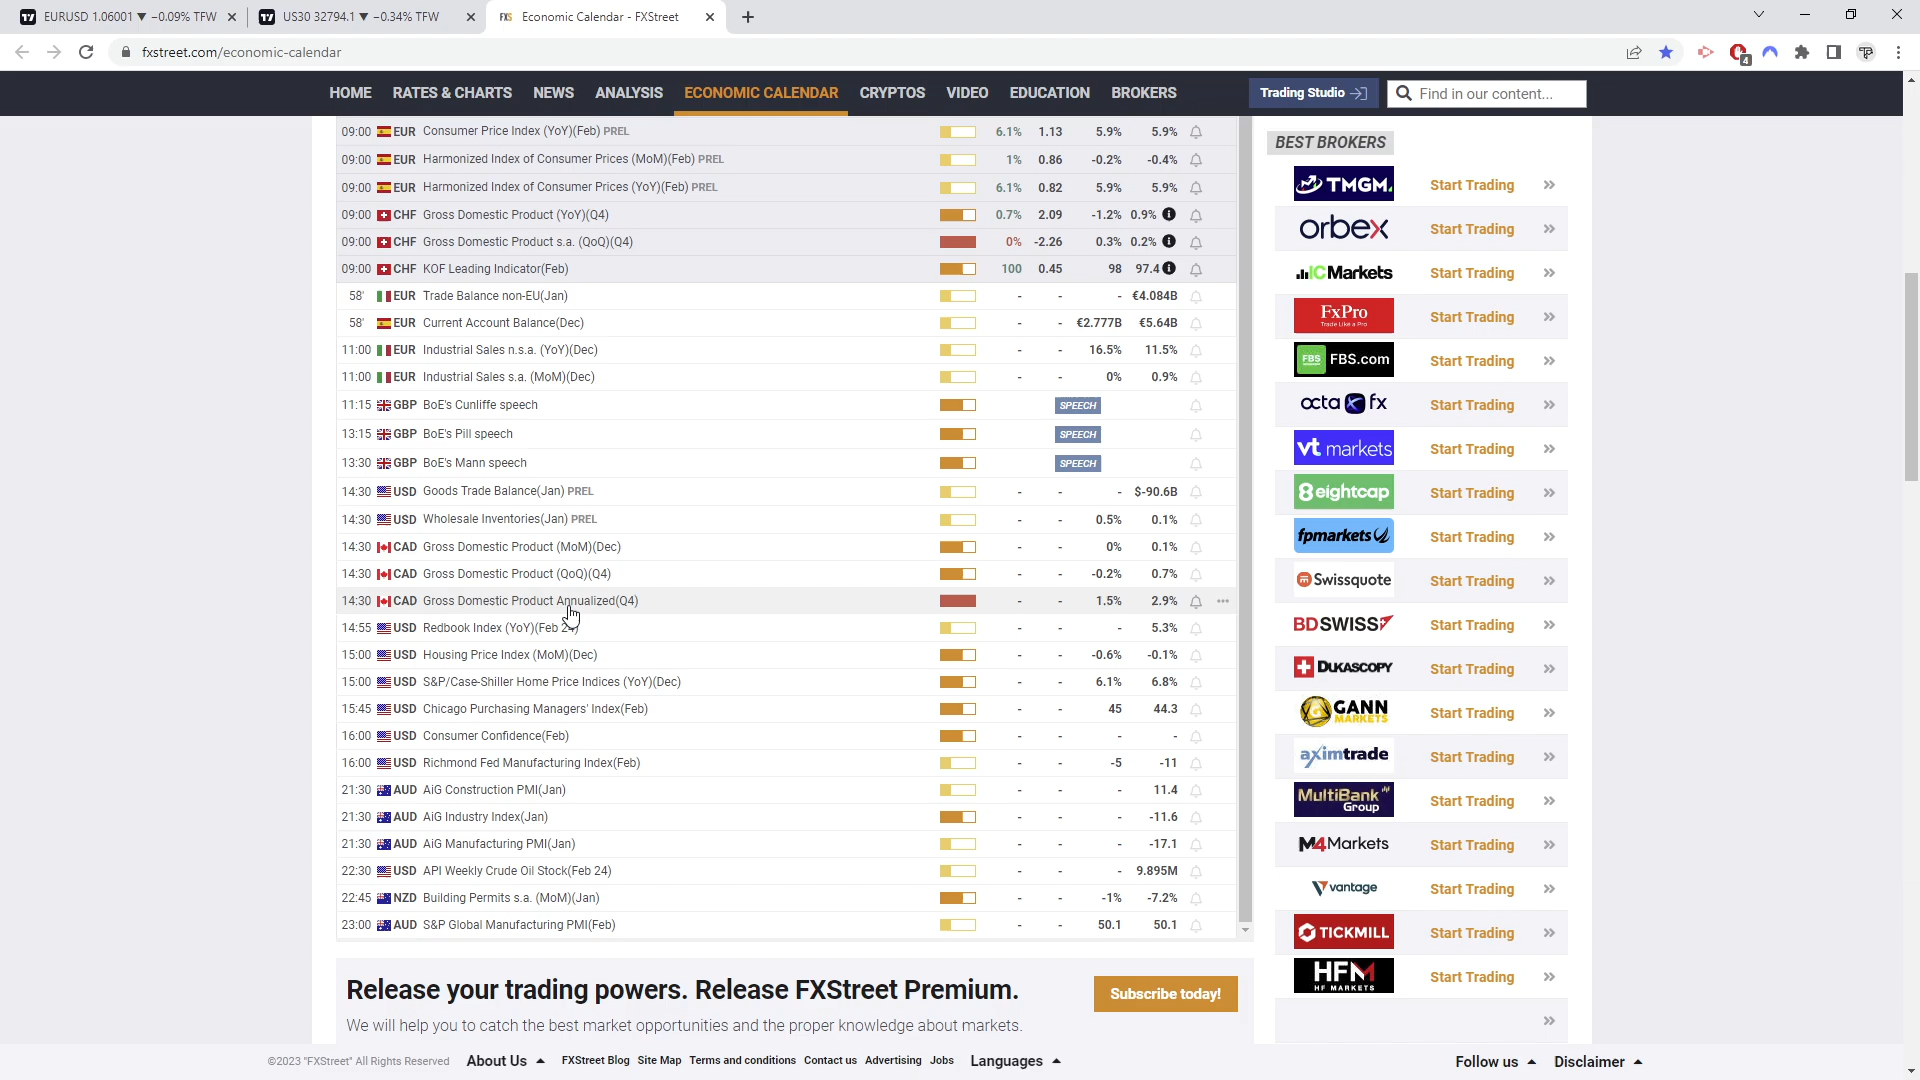 EURUSD 1.06001 ▼ −0.09% TFW
US30 32794.1 ▼ −0.34% TFW
Economic Calendar - FXStreet
fxstreet.com/economic-calendar
4
HOME RATES & CHARTS NEWS ANALYSIS ECONOMIC CALENDAR CRYPTOS VIDEO EDUCATION BROKERS Trading Studio Find in our content...
09:00 EUR Consumer Price Index (YoY)(Feb) PREL 6.1% 1.13 5.9% 5.9%
09:00 EUR Harmonized Index of Consumer Prices (MoM)(Feb) PREL 1% 0.86 -0.2% -0.4%
09:00 EUR Harmonized Index of Consumer Prices (YoY)(Feb) PREL 6.1% 0.82 5.9% 5.9%
09:00 CHF Gross Domestic Product (YoY)(Q4) 0.7% 2.09 -1.2% 0.9%
09:00 CHF Gross Domestic Product s.a. (QoQ)(Q4) 0% -2.26 0.3% 0.2%
09:00 CHF KOF Leading Indicator(Feb) 100 0.45 98 97.4
58' EUR Trade Balance non-EU(Jan) - - - €4.084B
58' EUR Current Account Balance(Dec) - - €2.777B €5.64B
11:00 EUR Industrial Sales n.s.a. (YoY)(Dec) - - 16.5% 11.5%
11:00 EUR Industrial Sales s.a. (MoM)(Dec) - - 0% 0.9%
11:15 GBP BoE's Cunliffe speech SPEECH
13:15 GBP BoE's Pill speech SPEECH
13:30 GBP BoE's Mann speech SPEECH
14:30 USD Goods Trade Balance(Jan) PREL - - - $-90.6B
14:30 USD Wholesale Inventories(Jan) PREL - - 0.5% 0.1%
14:30 CAD Gross Domestic Product (MoM)(Dec) - - 0% 0.1%
14:30 CAD Gross Domestic Product (QoQ)(Q4) - - -0.2% 0.7%
14:30 CAD Gross Domestic Product Annualized(Q4) - - 1.5% 2.9%
14:55 USD Redbook Index (YoY)(Feb 24) - - - 5.3%
15:00 USD Housing Price Index (MoM)(Dec) - - -0.6% -0.1%
15:00 USD S&P/Case-Shiller Home Price Indices (YoY)(Dec) - - 6.1% 6.8%
15:45 USD Chicago Purchasing Managers' Index(Feb) - - 45 44.3
16:00 USD Consumer Confidence(Feb) - - - -
16:00 USD Richmond Fed Manufacturing Index(Feb) - - -5 -11
21:30 AUD AiG Construction PMI(Jan) - - - 11.4
21:30 AUD AiG Industry Index(Jan) - - - -11.6
21:30 AUD AiG Manufacturing PMI(Jan) - - - -17.1
22:30 USD API Weekly Crude Oil Stock(Feb 24) - - - 9.895M
22:45 NZD Building Permits s.a. (MoM)(Jan) - - -1% -7.2%
23:00 AUD S&P Global Manufacturing PMI(Feb) - - 50.1 50.1
BEST BROKERS
TMGM. Start Trading
orbex Start Trading
ICMarkets Start Trading
FxPro Trade Like a Pro Start Trading
FBS FBS.com Start Trading
octa fx Start Trading
vt markets Start Trading
8 eightcap Start Trading
fpmarkets Start Trading
Swissquote Start Trading
BDSWISS Start Trading
DUKASCOPY Start Trading
GANN MARKETS Start Trading
aximtrade Start Trading
MultiBank Group Start Trading
M4Markets Start Trading
vantage Start Trading
TICKMILL Start Trading
HFM HF MARKETS Start Trading
Release your trading powers. Release FXStreet Premium.
We will help you to catch the best market opportunities and the proper knowledge about markets.
Subscribe today!
©2023 "FXStreet" All Rights Reserved About Us FXStreet Blog Site Map Terms and conditions Contact us Advertising Jobs Languages Follow us Disclaimer